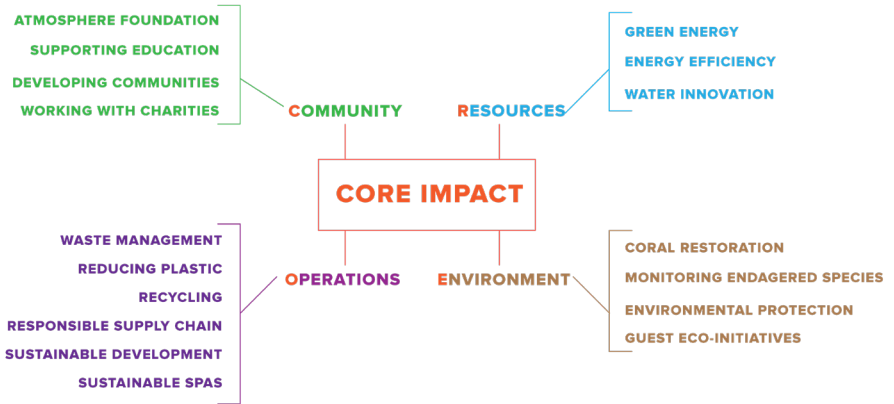 ATMOSPHERE FOUNDATION
SUPPORTING EDUCATION
DEVELOPING COMMUNITIES
WORKING WITH CHARITIES
COMMUNITY
RESOURCES
GREEN ENERGY
ENERGY EFFICIENCY
WATER INNOVATION
CORE IMPACT
WASTE MANAGEMENT
REDUCING PLASTIC
RECYCLING
RESPONSIBLE SUPPLY CHAIN
SUSTAINABLE DEVELOPMENT
SUSTAINABLE SPAS
OPERATIONS
ENVIRONMENT
CORAL RESTORATION
MONITORING ENDAGERED SPECIES
ENVIRONMENTAL PROTECTION
GUEST ECO-INITIATIVES